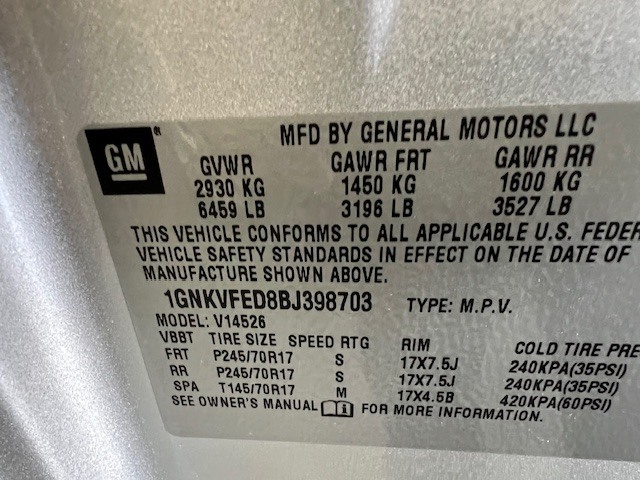 MFD BY GENERAL MOTORS LLC
GM ®
GVWR GAWR FRT GAWR RR
2930 KG 1450 KG 1600 KG
6459 LB 3196 LB 3527 LB
THIS VEHICLE CONFORMS TO ALL APPLICABLE U.S. FEDER
VEHICLE SAFETY STANDARDS IN EFFECT ON THE DATE OF
MANUFACTURE SHOWN ABOVE.
1GNKVFED8BJ398703 TYPE: M.P.V.
MODEL: V14526
VBBT TIRE SIZE SPEED RTG RIM COLD TIRE PRE
FRT P245/70R17 S 17X7.5J 240KPA(35PSI)
RR P245/70R17 S 17X7.5J 240KPA(35PSI)
SPA T145/70R17 M 17X4.5B 420KPA(60PSI)
SEE OWNER'S MANUAL FOR MORE INFORMATION.